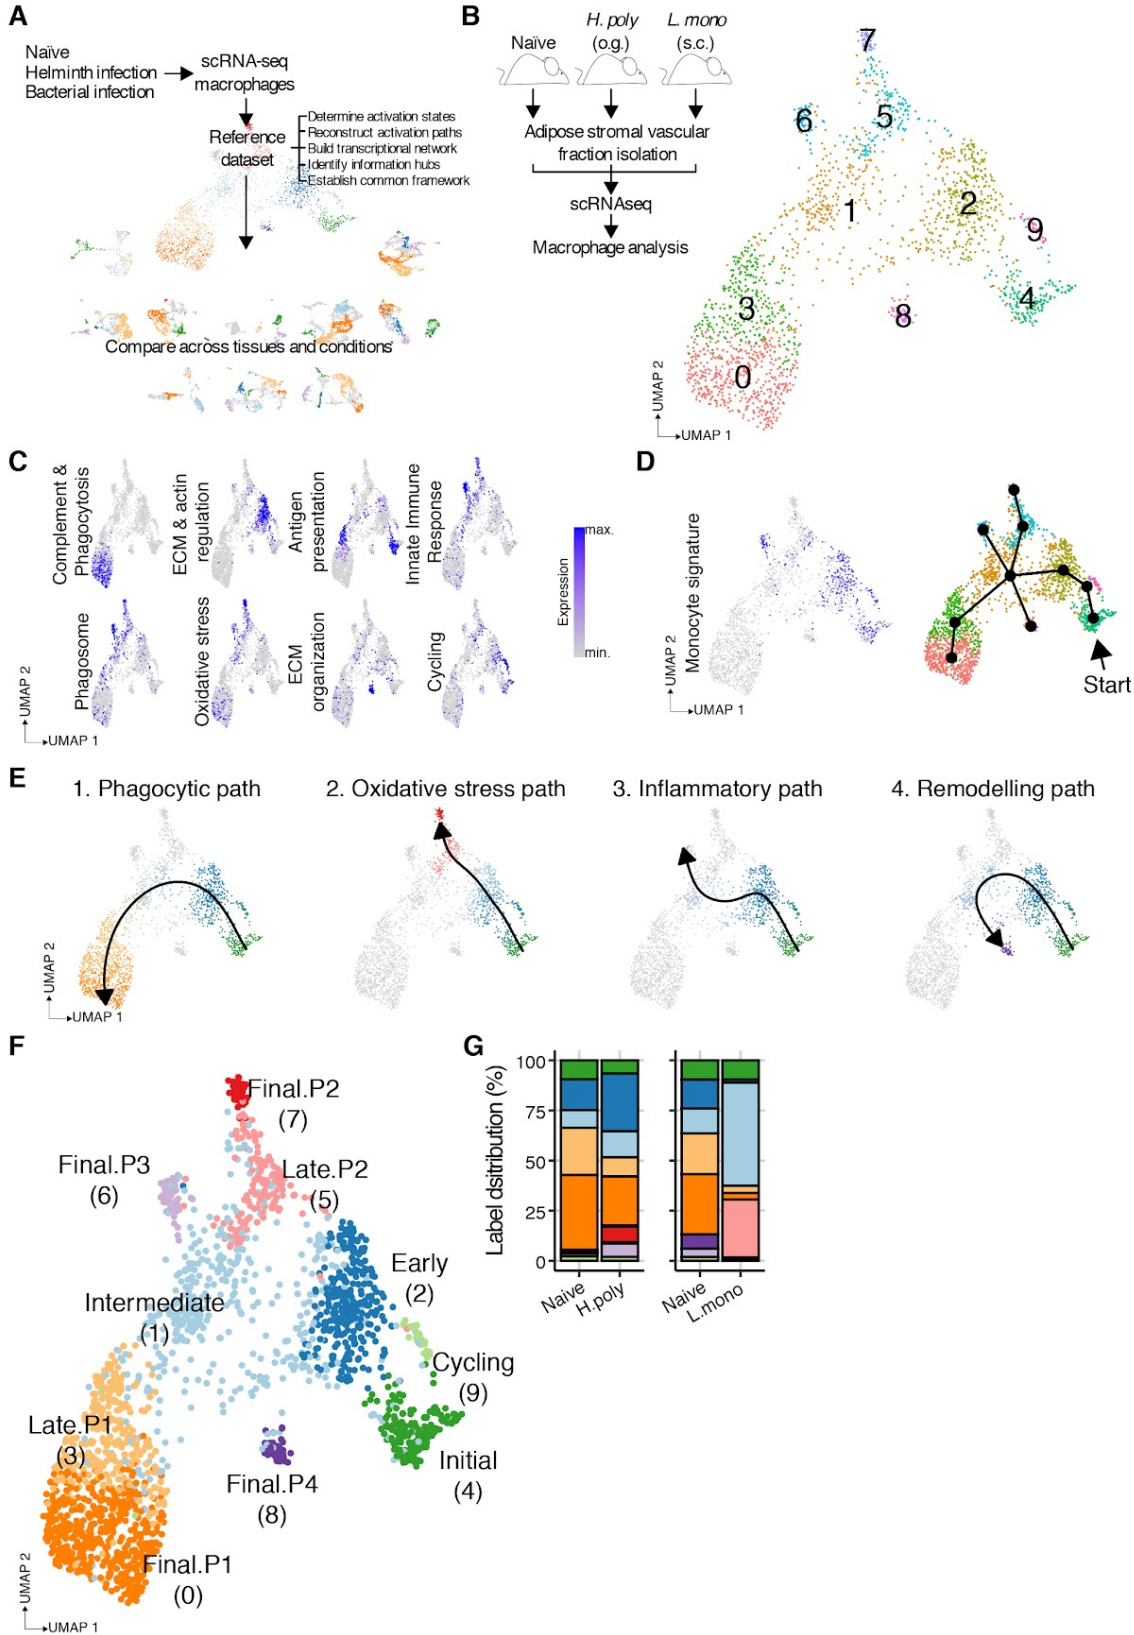 A
Naïve
Helminth infection
Bacterial infection
scRNA-seq
macrophages
Reference
dataset
Determine activation states
Reconstruct activation paths
Build transcriptional network
Identify information hubs
Establish common framework
Compare across tissues and conditions
B
Naïve
H. poly
(o.g.)
L. mono
(s.c.)
Adipose stromal vascular
fraction isolation
scRNAseq
Macrophage analysis
7
6
5
1
2
9
3
8
4
0
UMAP 2
UMAP 1
C
Complement &
Phagocytosis
ECM & actin
regulation
Antigen
presentation
Innate Immune
Response
Phagosome
Oxidative stress
ECM
organization
Cycling
Expression
max.
min.
UMAP 2
UMAP 1
D
Monocyte signature
Start
UMAP 2
UMAP 1
E
1. Phagocytic path
2. Oxidative stress path
3. Inflammatory path
4. Remodelling path
UMAP 2
UMAP 1
F
Final.P2
(7)
Final.P3
(6)
Late.P2
(5)
Early
(2)
Intermediate
(1)
Cycling
(9)
Late.P1
(3)
Initial
(4)
Final.P4
(8)
Final.P1
(0)
UMAP 2
UMAP 1
G
Label dsitribution (%)
100
75
50
25
0
Naive
H.poly
Naive
L.mono